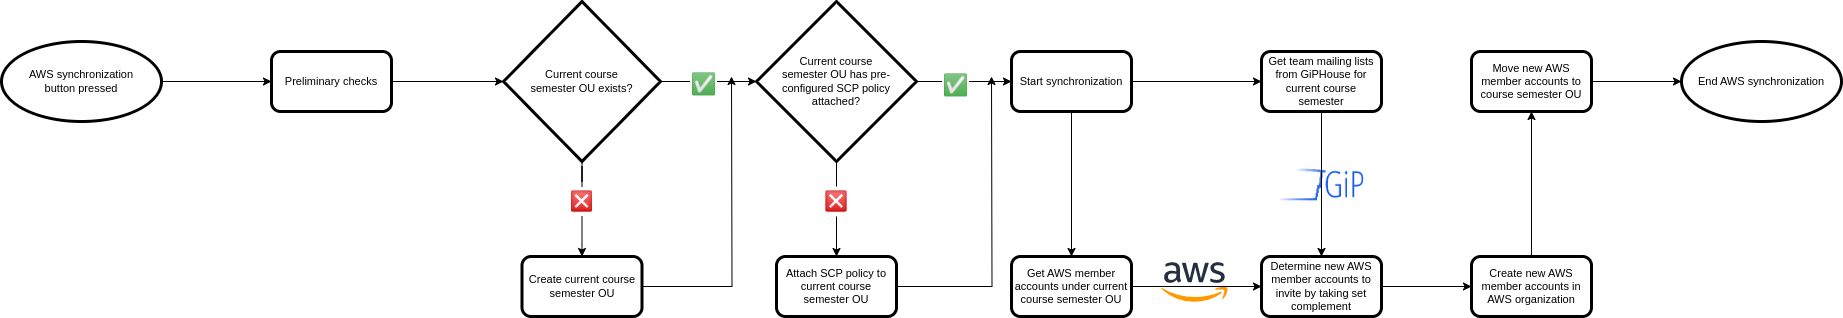 AWS synchronization
button pressed
Preliminary checks
Current course
semester OU exists?
Current course
semester OU has pre-
configured SCP policy
attached?
Start synchronization
Get team mailing lists
from GiPHouse for
current course
semester
Move new AWS
member accounts to
course semester OU
End AWS synchronization
GiP
Create current course
semester OU
Attach SCP policy to
current course
semester OU
Get AWS member
accounts under current
course semester OU
aws
Determine new AWS
member accounts to
invite by taking set
complement
Create new AWS
member accounts in
AWS organization